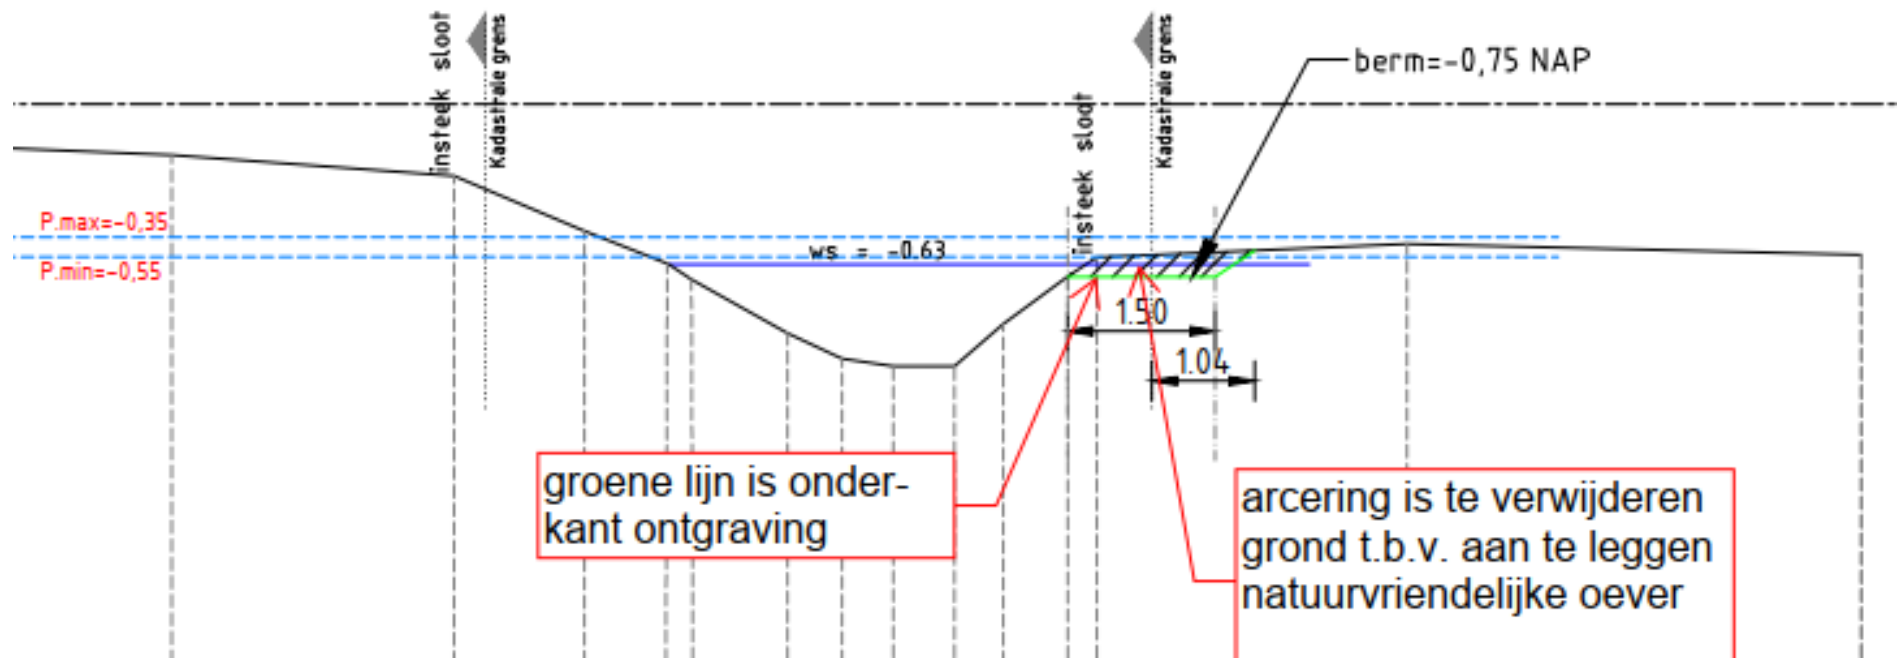 insteek sloot
Kadastrale grens
insteek sloot
Kadastrale grens
berm=-0,75 NAP
P.max=-0,35
P.min=-0,55
ws = -0.63
1.50
1.04
groene lijn is onder-
kant ontgraving
arcering is te verwijderen
grond t.b.v. aan te leggen
natuurvriendelijke oever